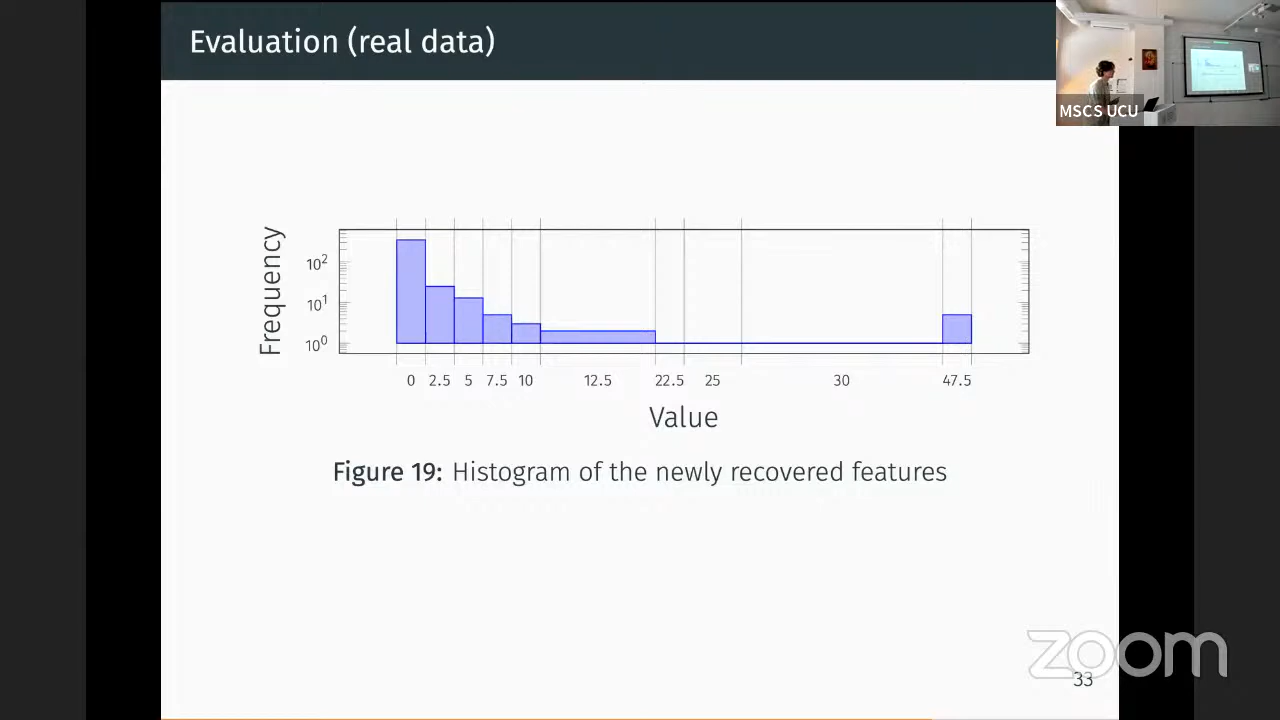 Evaluation (real data)
MSCS UCU
Frequency
10²
10¹
10⁰
0 2.5 5 7.5 10 12.5 22.5 25 30 47.5
Value
Figure 19: Histogram of the newly recovered features
zoom
33